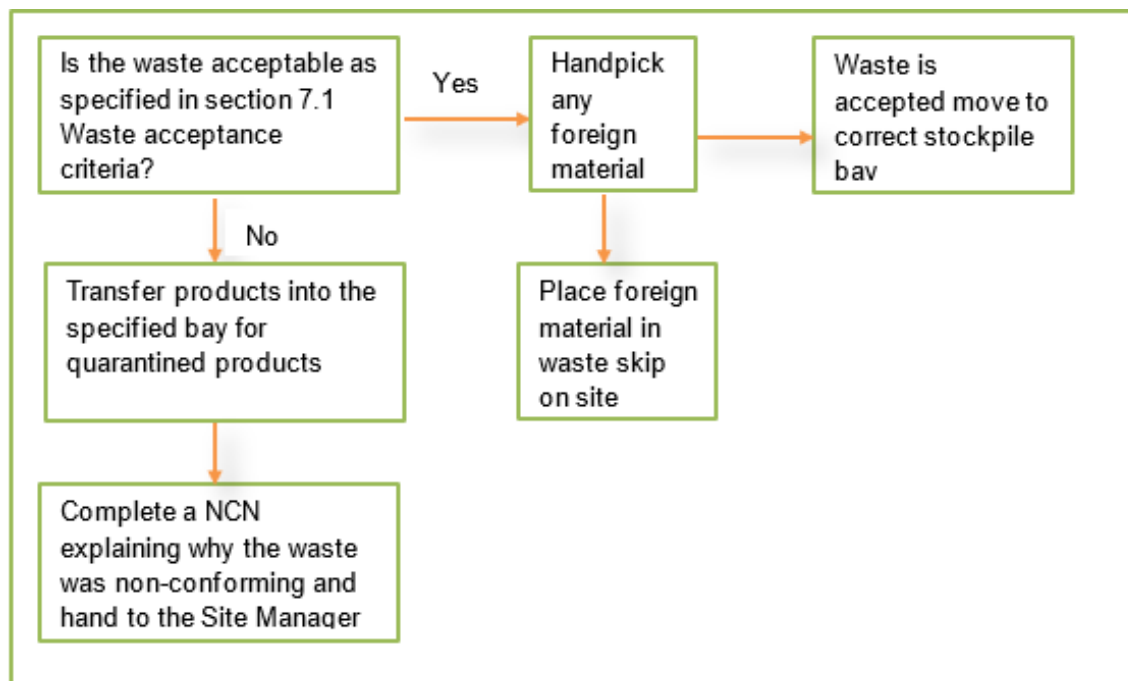 Is the waste acceptable as
specified in section 7.1
Waste acceptance
criteria?
Yes
Handpick
any
foreign
material
Waste is
accepted move to
correct stockpile
bay
No
Transfer products into the
specified bay for
quarantined products
Place foreign
material in
waste skip
on site
Complete a NCN
explaining why the waste
was non-conforming and
hand to the Site Manager